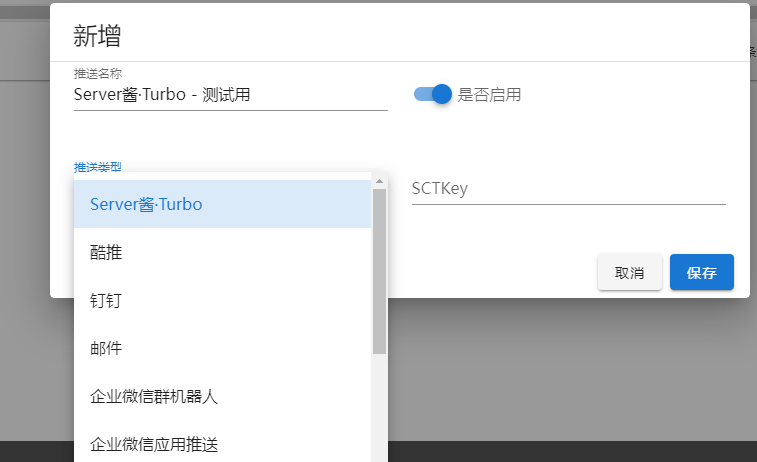 新增
推送名称
Server酱·Turbo - 测试用
是否启用
推送类型
SCTKey
Server酱·Turbo
酷推
钉钉
邮件
企业微信群机器人
企业微信应用推送
取消
保存